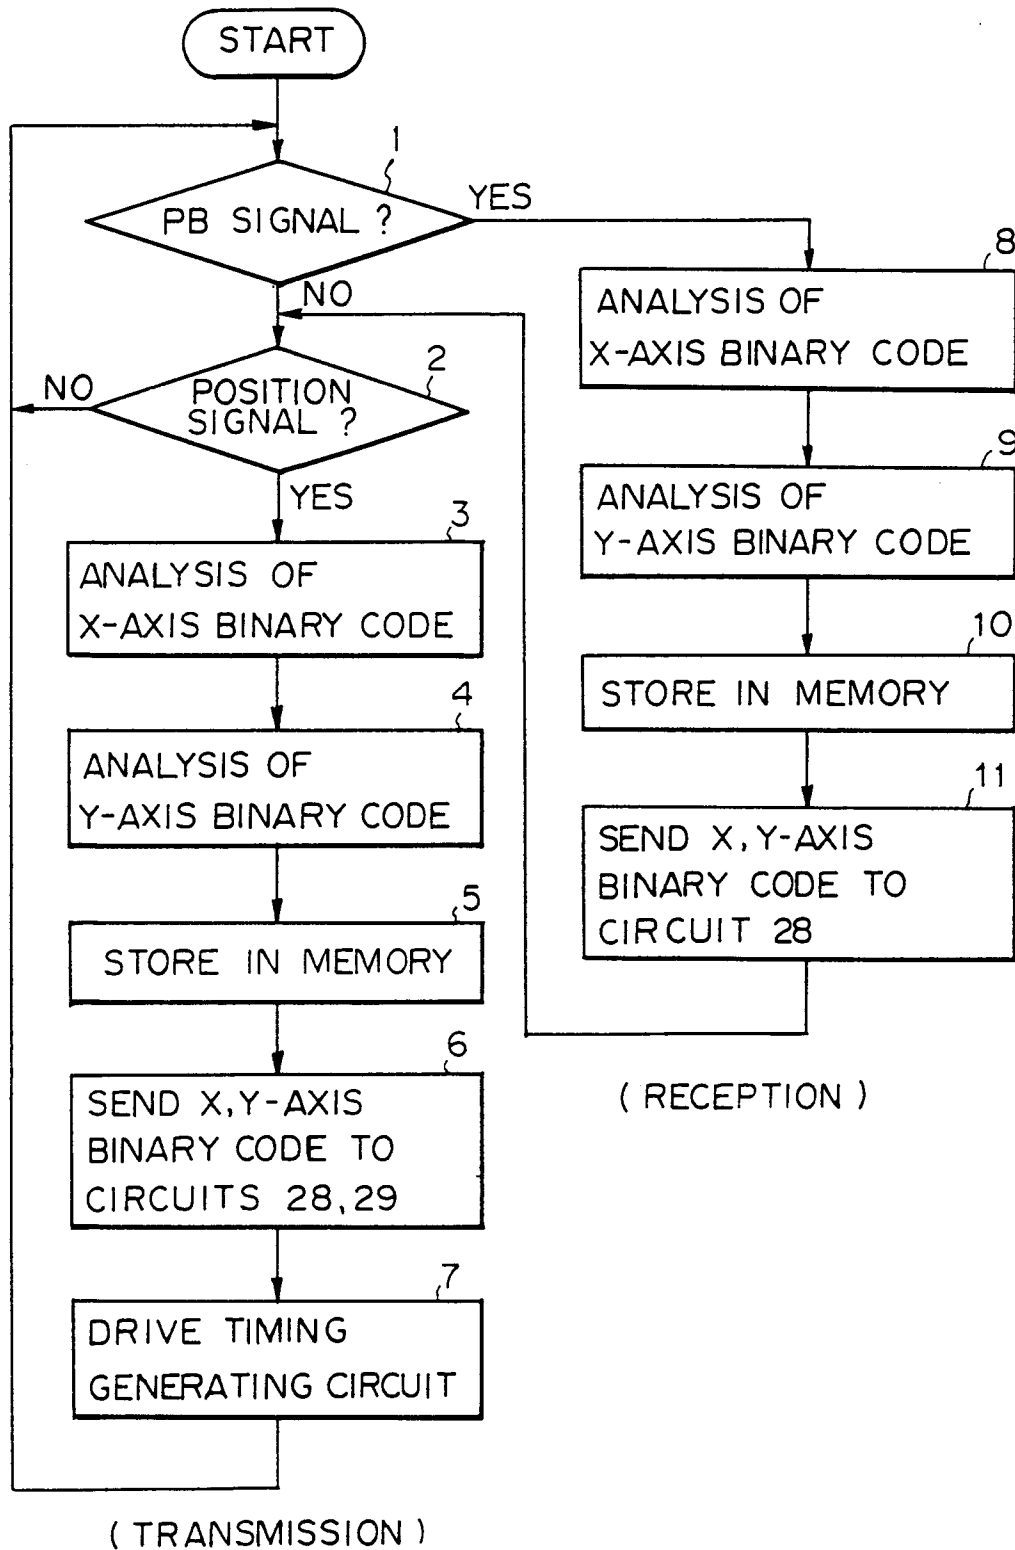 START
1
PB SIGNAL ?
YES
NO
2
POSITION
SIGNAL ?
NO
YES
3
ANALYSIS OF
X-AXIS BINARY CODE
4
ANALYSIS OF
Y-AXIS BINARY CODE
5
STORE IN MEMORY
6
SEND X,Y-AXIS
BINARY CODE TO
CIRCUITS 28,29
7
DRIVE TIMING
GENERATING CIRCUIT
(TRANSMISSION)
8
ANALYSIS OF
X-AXIS BINARY CODE
9
ANALYSIS OF
Y-AXIS BINARY CODE
10
STORE IN MEMORY
11
SEND X,Y-AXIS
BINARY CODE TO
CIRCUIT 28
(RECEPTION)